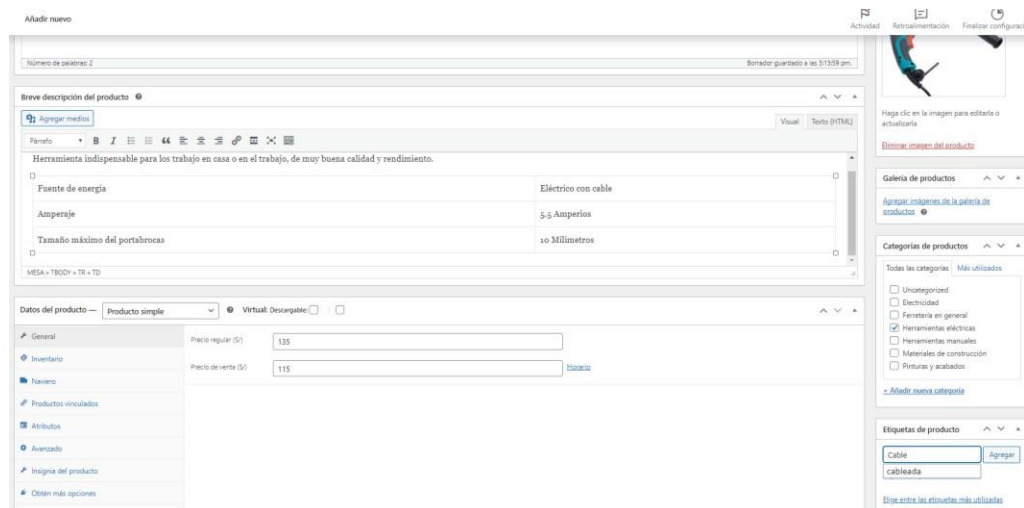 Añadir nuevo
Actividad
Retroalimentación
Finalizar configuraci
Número de palabras: 2
Borrador guardado a las 3:13:59 pm.
Breve descripción del producto
Agregar medios
Visual
Texto (HTML)
Párrafo
Herramienta indispensable para los trabajo en casa o en el trabajo, de muy buena calidad y rendimiento.
Fuente de energía
Eléctrico con cable
Amperaje
5.5 Amperios
Tamaño máximo del portabrocas
10 Milímetros
MESA » TBODY » TR » TD
Datos del producto —
Producto simple
Virtual:
Descargable:
General
Inventario
Naviero
Productos vinculados
Atributos
Avanzado
Insignia del producto
Obtén más opciones
Precio regular (S/)
135
Precio de venta (S/)
115
Horario
Haga clic en la imagen para editarla o
actualizarla
Eliminar imagen del producto
Galería de productos
Agregar imágenes de la galería de
productos
Categorías de productos
Todas las categorías
Más utilizados
Uncategorized
Electricidad
Ferretería en general
Herramientas eléctricas
Herramientas manuales
Materiales de construcción
Pinturas y acabados
+ Añadir nueva categoría
Etiquetas de producto
Cable
Agregar
cableada
Elige entre las etiquetas más utilizadas